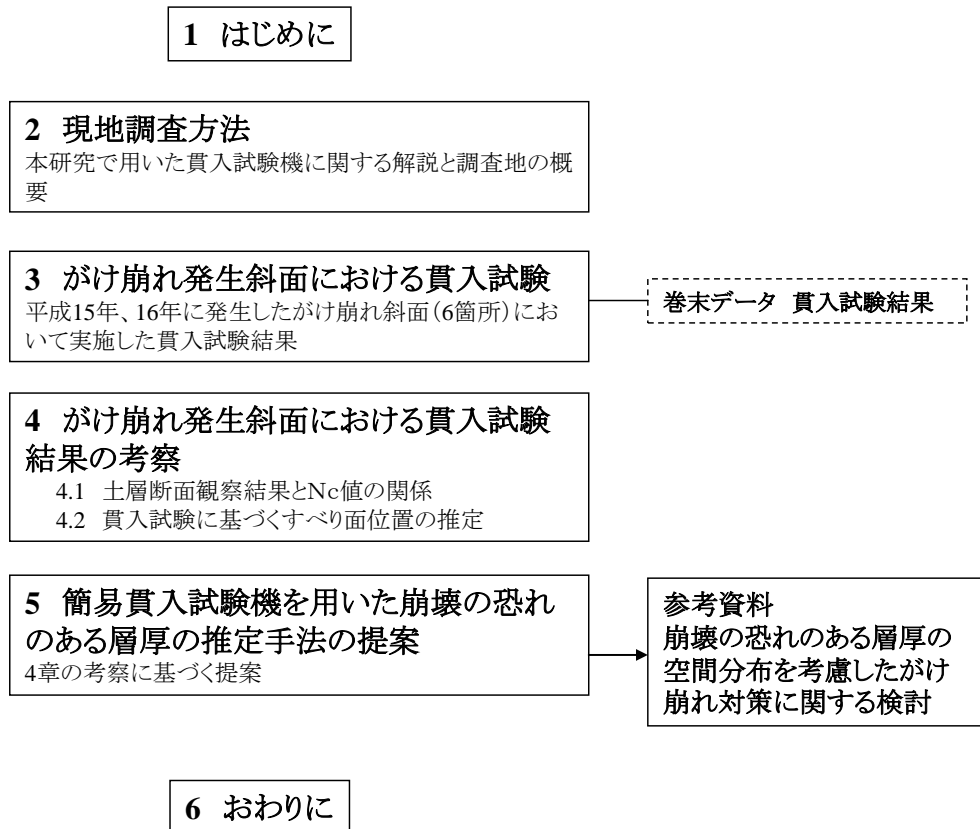 1 はじめに
2 現地調査方法
本研究で用いた貫入試験機に関する解説と調査地の概
要
3 がけ崩れ発生斜面における貫入試験
平成15年、16年に発生したがけ崩れ斜面(6箇所)にお
いて実施した貫入試験結果
巻末データ 貫入試験結果
4 がけ崩れ発生斜面における貫入試験
結果の考察
4.1 土層断面観察結果とNc値の関係
4.2 貫入試験に基づくすべり面位置の推定
5 簡易貫入試験機を用いた崩壊の恐れ
のある層厚の推定手法の提案
4章の考察に基づく提案
参考資料
崩壊の恐れのある層厚の
空間分布を考慮したがけ
崩れ対策に関する検討
6 おわりに